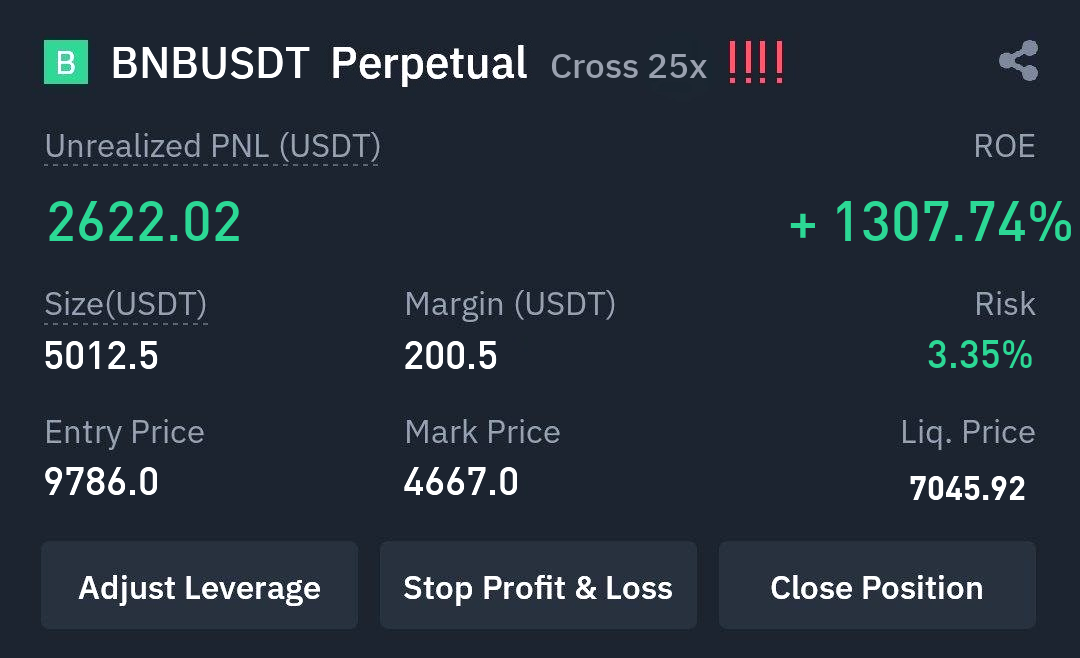 B BNBUSDT Perpetual Cross 25x !!!!
Unrealized PNL (USDT) ROE
2622.02 + 1307.74%
Size(USDT) Margin (USDT) Risk
5012.5 200.5 3.35%
Entry Price Mark Price Liq. Price
9786.0 4667.0 7045.92
Adjust Leverage Stop Profit & Loss Close Position